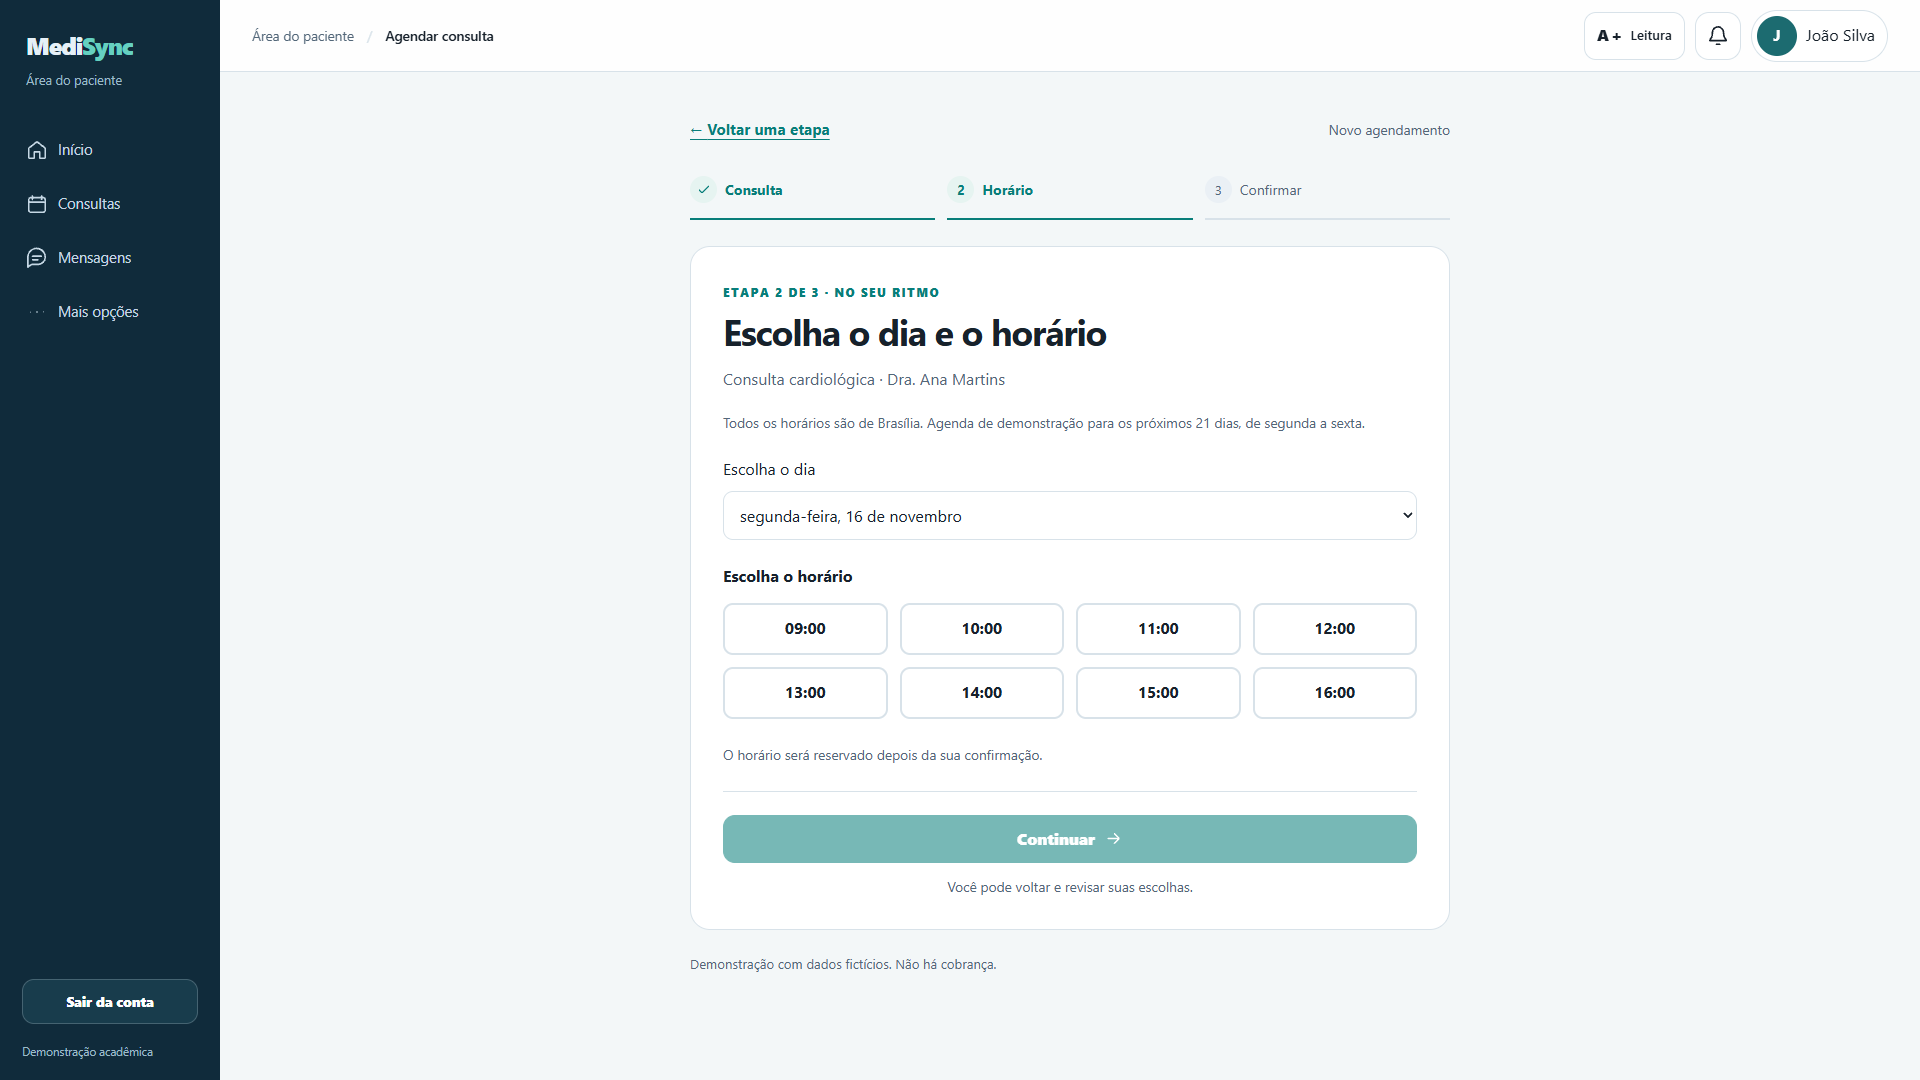 MediSync
Área do paciente
Início
Consultas
Mensagens
Mais opções
Sair da conta
Demonstração acadêmica
Área do paciente / Agendar consulta
A+ Leitura
J João Silva
← Voltar uma etapa
Novo agendamento
Consulta
2 Horário
3 Confirmar
ETAPA 2 DE 3 · NO SEU RITMO
Escolha o dia e o horário
Consulta cardiológica · Dra. Ana Martins
Todos os horários são de Brasília. Agenda de demonstração para os próximos 21 dias, de segunda a sexta.
Escolha o dia
segunda-feira, 16 de novembro
Escolha o horário
09:00 10:00 11:00 12:00
13:00 14:00 15:00 16:00
O horário será reservado depois da sua confirmação.
Continuar →
Você pode voltar e revisar suas escolhas.
Demonstração com dados fictícios. Não há cobrança.